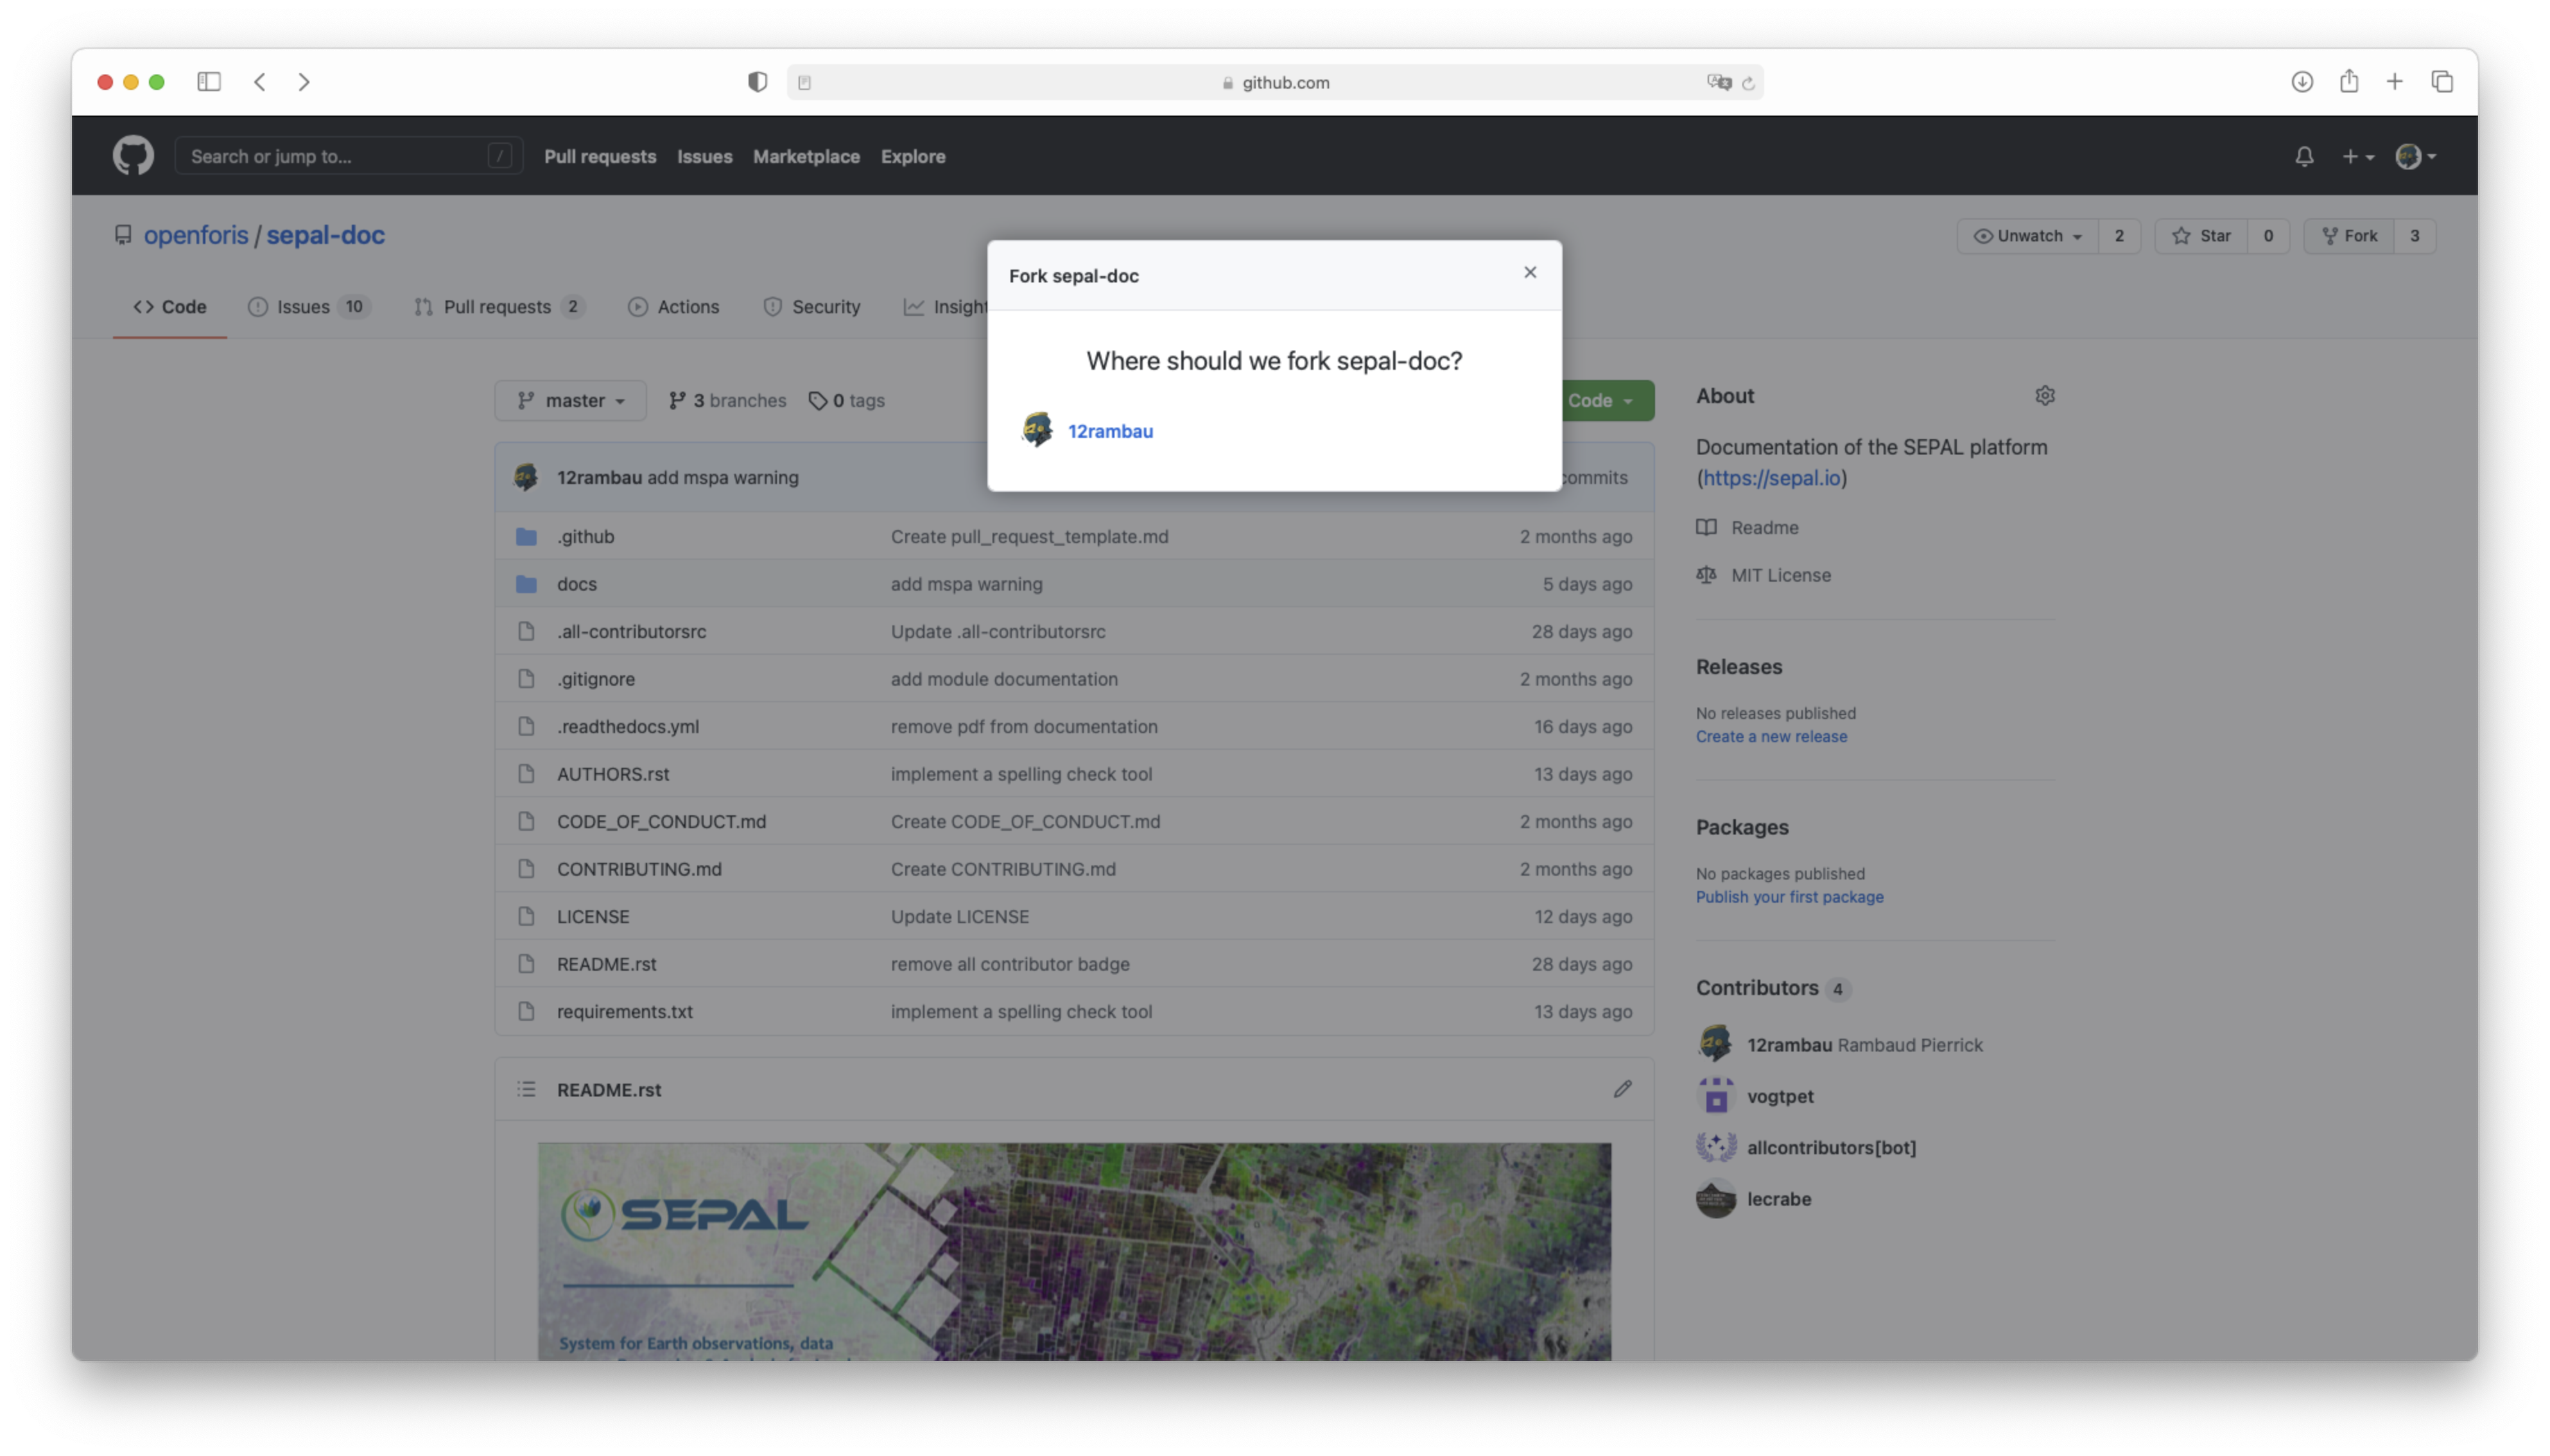 github.com
Search or jump to... /
Pull requests Issues Marketplace Explore
openforis / sepal-doc
Unwatch 2 Star 0 Fork 3
Code Issues 10 Pull requests 2 Actions Security Insight
Fork sepal-doc
Where should we fork sepal-doc?
12rambau
master 3 branches 0 tags Code
12rambau add mspa warning commits
.github Create pull_request_template.md 2 months ago
docs add mspa warning 5 days ago
.all-contributorsrc Update .all-contributorsrc 28 days ago
.gitignore add module documentation 2 months ago
.readthedocs.yml remove pdf from documentation 16 days ago
AUTHORS.rst implement a spelling check tool 13 days ago
CODE_OF_CONDUCT.md Create CODE_OF_CONDUCT.md 2 months ago
CONTRIBUTING.md Create CONTRIBUTING.md 2 months ago
LICENSE Update LICENSE 12 days ago
README.rst remove all contributor badge 28 days ago
requirements.txt implement a spelling check tool 13 days ago
README.rst
SEPAL
System for Earth observations, data
About
Documentation of the SEPAL platform
(https://sepal.io)
Readme
MIT License
Releases
No releases published
Create a new release
Packages
No packages published
Publish your first package
Contributors 4
12rambau Rambaud Pierrick
vogtpet
allcontributors[bot]
lecrabe